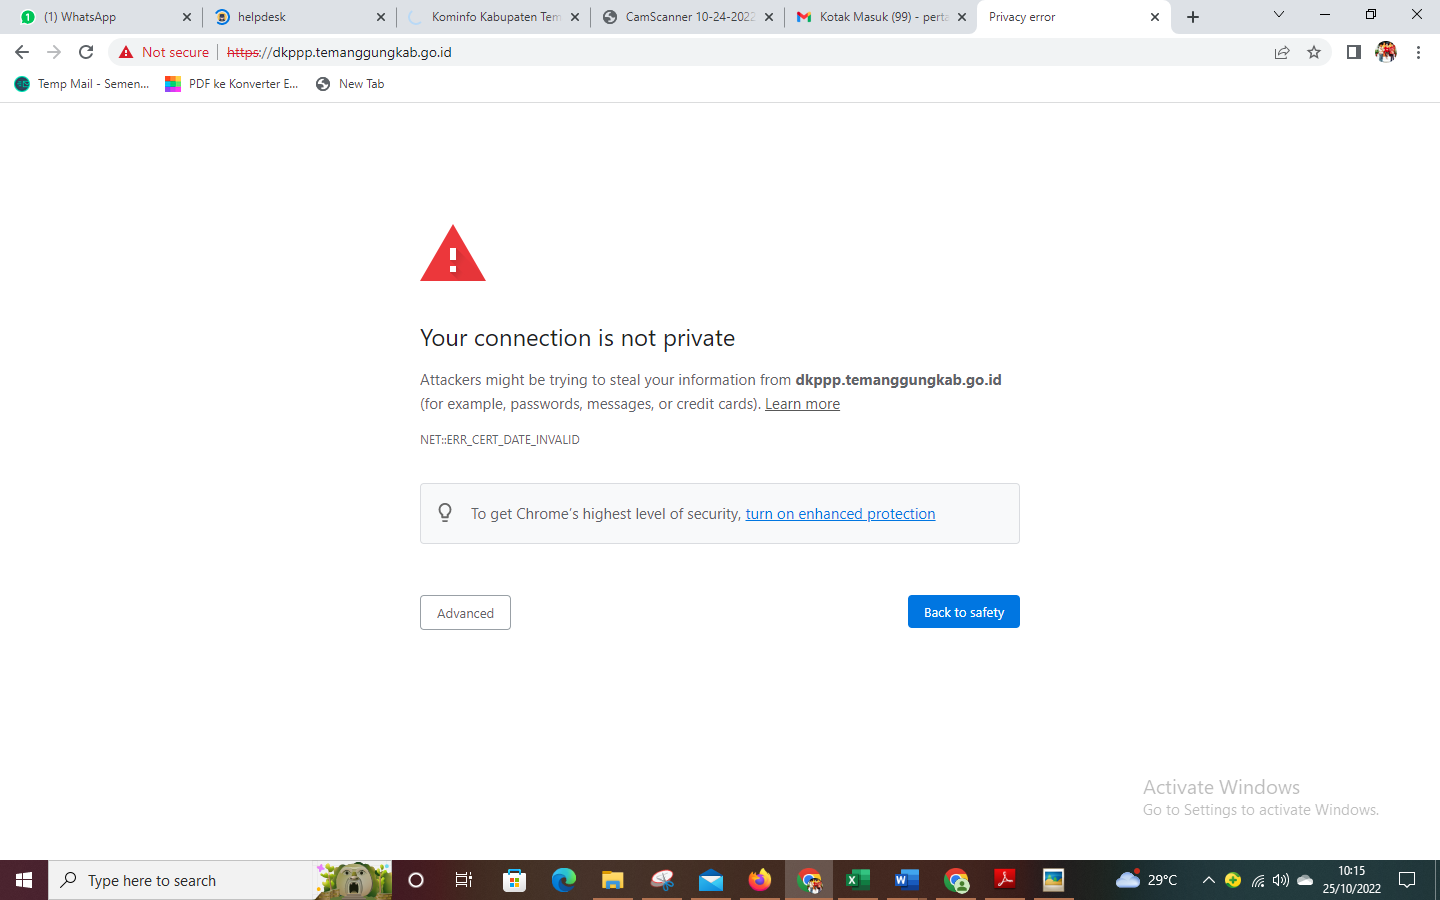 (1) WhatsApp
helpdesk
Kominfo Kabupaten Tem
CamScanner 10-24-2022
Kotak Masuk (99) - perta
Privacy error
Not secure
https://dkppp.temanggungkab.go.id
Temp Mail - Semen...
PDF ke Konverter E...
New Tab
Your connection is not private
Attackers might be trying to steal your information from dkppp.temanggungkab.go.id
(for example, passwords, messages, or credit cards). Learn more
NET::ERR_CERT_DATE_INVALID
To get Chrome's highest level of security, turn on enhanced protection
Advanced
Back to safety
Activate Windows
Go to Settings to activate Windows.
Type here to search
29°C
10:15
25/10/2022